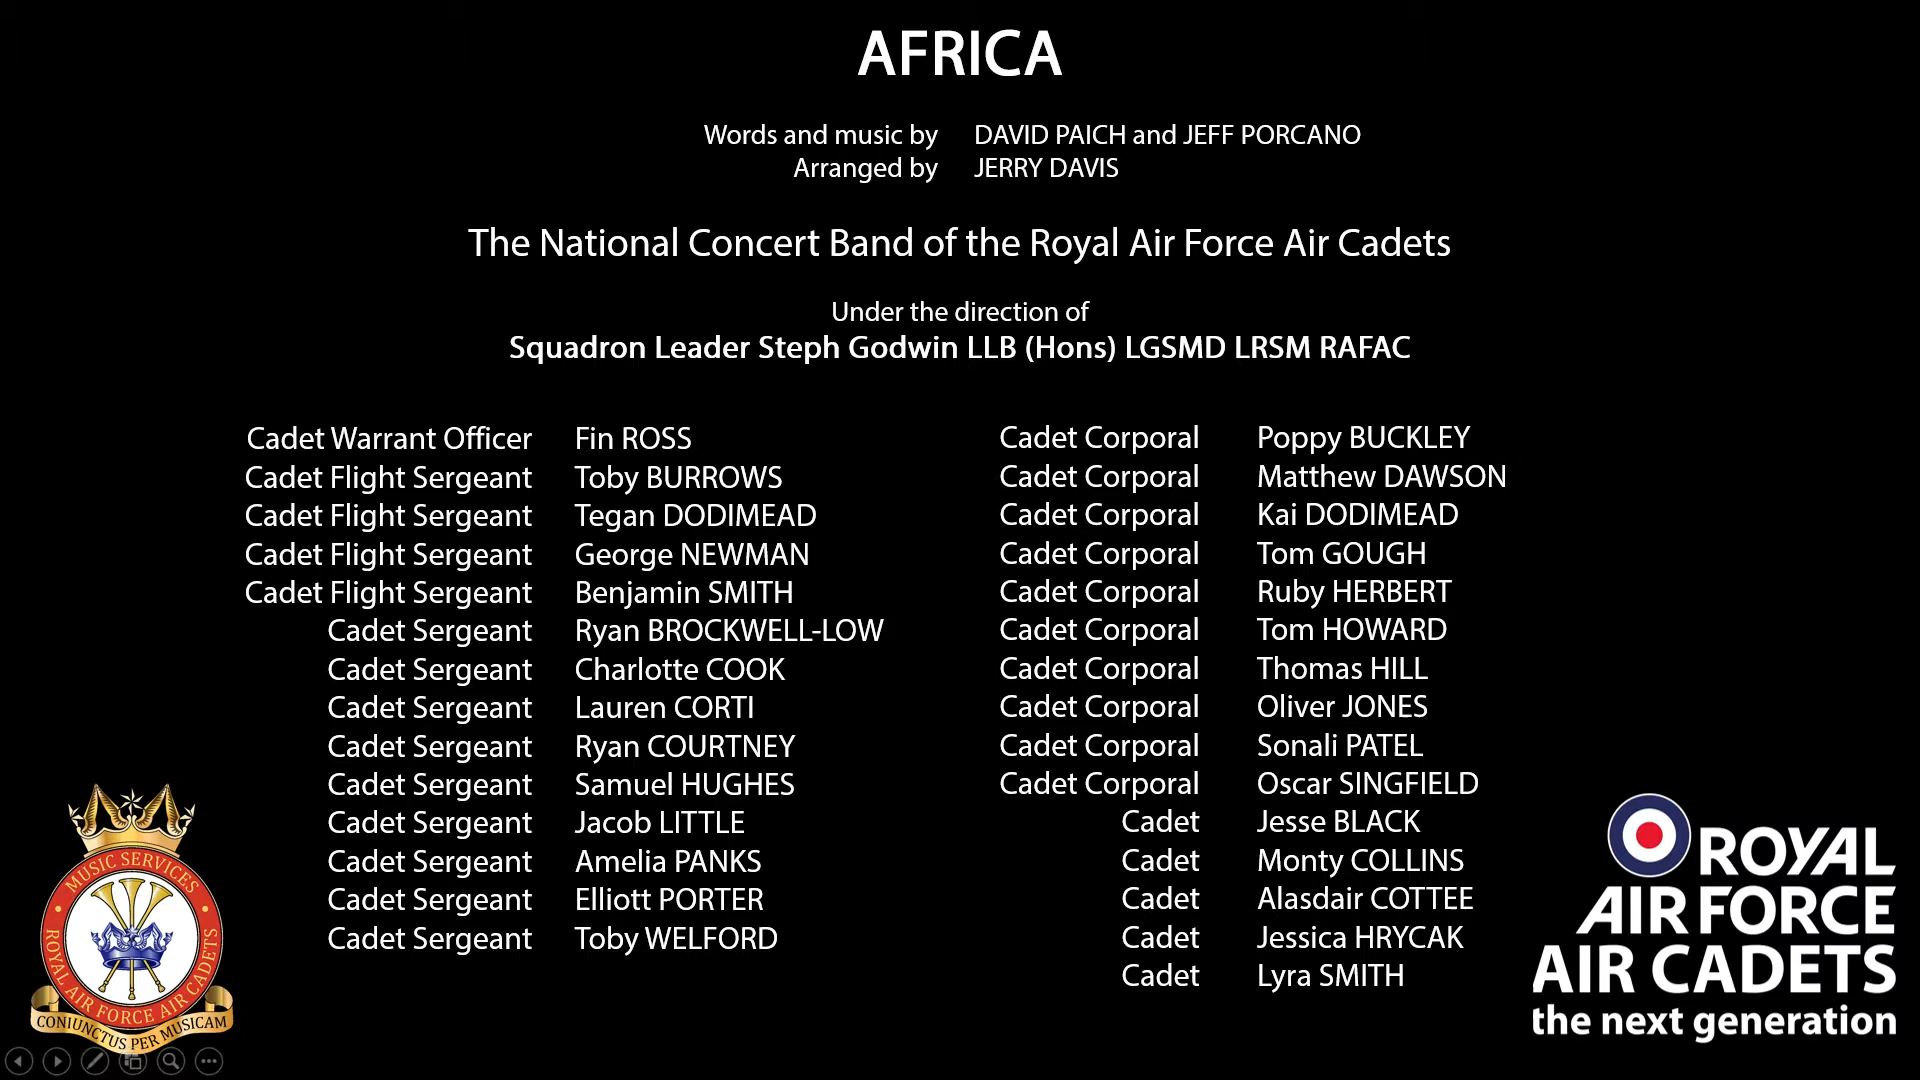 AFRICA
Words and music by DAVID PAICH and JEFF PORCANO
Arranged by JERRY DAVIS
The National Concert Band of the Royal Air Force Air Cadets
Under the direction of
Squadron Leader Steph Godwin LLB (Hons) LGSMD LRSM RAFAC
Cadet Warrant Officer Fin ROSS
Cadet Flight Sergeant Toby BURROWS
Cadet Flight Sergeant Tegan DODIMEAD
Cadet Flight Sergeant George NEWMAN
Cadet Flight Sergeant Benjamin SMITH
Cadet Sergeant Ryan BROCKWELL-LOW
Cadet Sergeant Charlotte COOK
Cadet Sergeant Lauren CORTI
Cadet Sergeant Ryan COURTNEY
Cadet Sergeant Samuel HUGHES
Cadet Sergeant Jacob LITTLE
Cadet Sergeant Amelia PANKS
Cadet Sergeant Elliott PORTER
Cadet Sergeant Toby WELFORD
Cadet Corporal Poppy BUCKLEY
Cadet Corporal Matthew DAWSON
Cadet Corporal Kai DODIMEAD
Cadet Corporal Tom GOUGH
Cadet Corporal Ruby HERBERT
Cadet Corporal Tom HOWARD
Cadet Corporal Thomas HILL
Cadet Corporal Oliver JONES
Cadet Corporal Sonali PATEL
Cadet Corporal Oscar SINGFIELD
Cadet Jesse BLACK
Cadet Monty COLLINS
Cadet Alasdair COTTEE
Cadet Jessica HRYCAK
Cadet Lyra SMITH
MUSIC SERVICES
ROYAL AIR FORCE AIR CADETS
CONIUNCTUS PER MUSICAM
ROYAL
AIR FORCE
AIR CADETS
the next generation